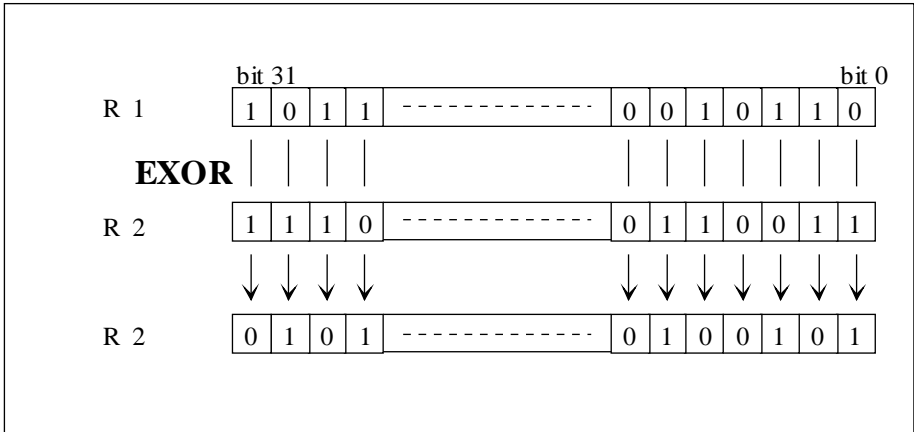 bit 31 bit 0
R 1 1 0 1 1 0 0 1 0 1 1 0
EXOR
R 2 1 1 1 0 0 1 1 0 0 1 1
R 2 0 1 0 1 0 1 0 0 1 0 1